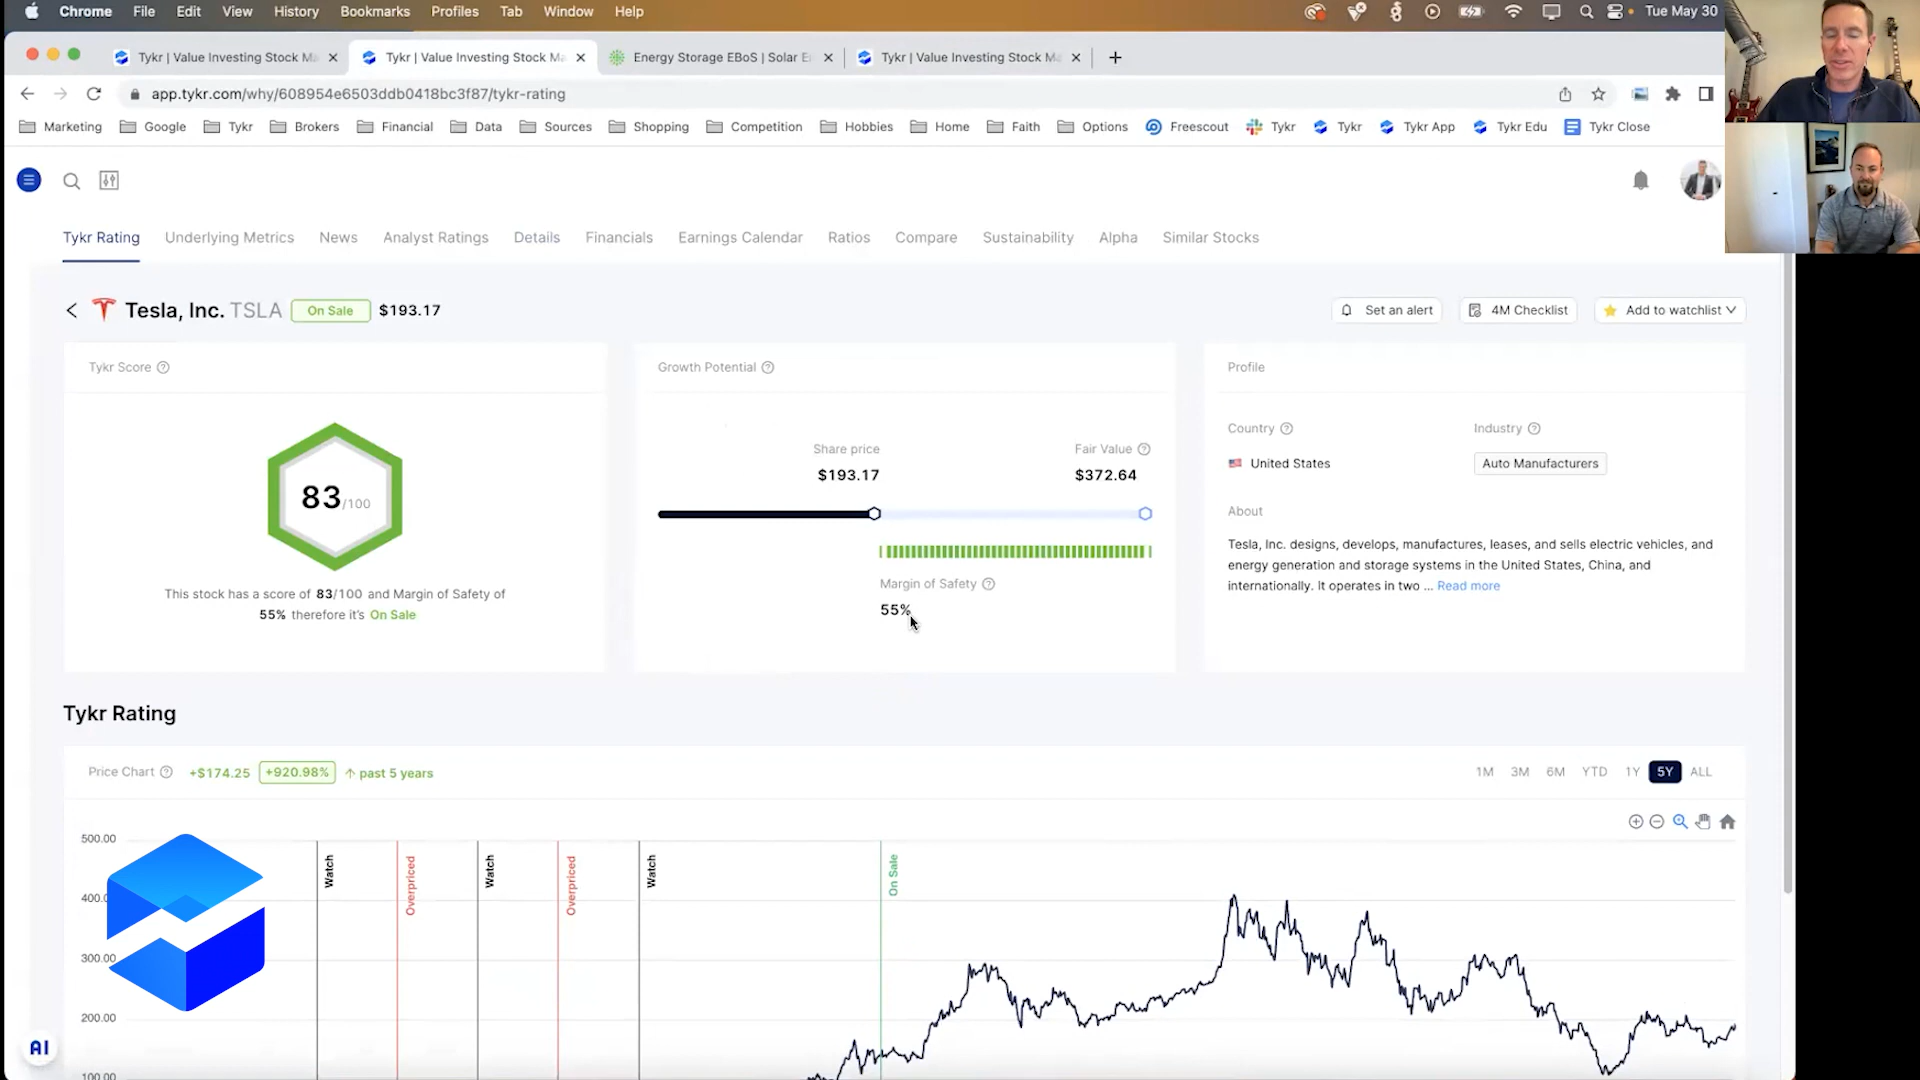 Chrome File Edit View History Bookmarks Profiles Tab Window Help Tue May 30
Tykr | Value Investing Stock Ma
Tykr | Value Investing Stock Ma
Energy Storage EBoS | Solar E
Tykr | Value Investing Stock Ma
app.tykr.com/why/608954e6503ddb0418bc3f87/tykr-rating
Marketing Google Tykr Brokers Financial Data Sources Shopping Competition Hobbies Home Faith Options Freescout Tykr Tykr Tykr App Tykr Edu Tykr Close
Tykr Rating Underlying Metrics News Analyst Ratings Details Financials Earnings Calendar Ratios Compare Sustainability Alpha Similar Stocks
Tesla, Inc. TSLA On Sale $193.17
Set an alert 4M Checklist Add to watchlist
Tykr Score
83/100
This stock has a score of 83/100 and Margin of Safety of
55% therefore it's On Sale
Growth Potential
Share price Fair Value
$193.17 $372.64
Margin of Safety
55%
Profile
Country Industry
United States Auto Manufacturers
About
Tesla, Inc. designs, develops, manufactures, leases, and sells electric vehicles, and
energy generation and storage systems in the United States, China, and
internationally. It operates in two ... Read more
Tykr Rating
Price Chart +$174.25 +920.98% ↑ past 5 years
1M 3M 6M YTD 1Y 5Y ALL
500.00
400.0
300.00
200.00
100.00
Watch
Overpriced
Watch
Overpriced
Watch
On Sale
AI